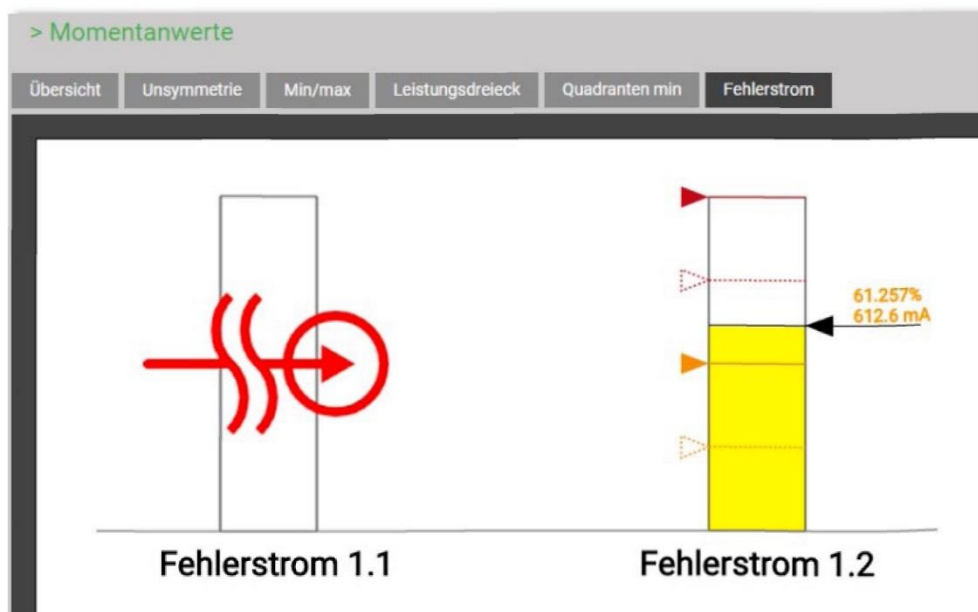 > Momentanwerte
Übersicht Unsymmetrie Min/max Leistungsdreieck Quadranten min Fehlerstrom
61.257%
612.6 mA
Fehlerstrom 1.1 Fehlerstrom 1.2